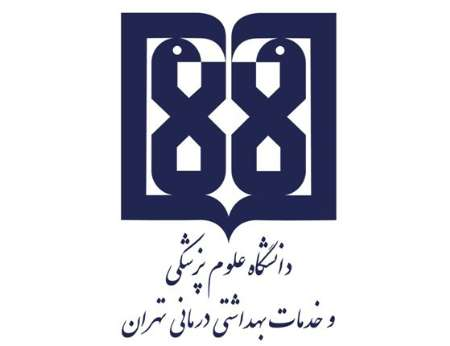 دانشگاه علوم پزشکی
و خدمات بهداشتی درمانی تهران